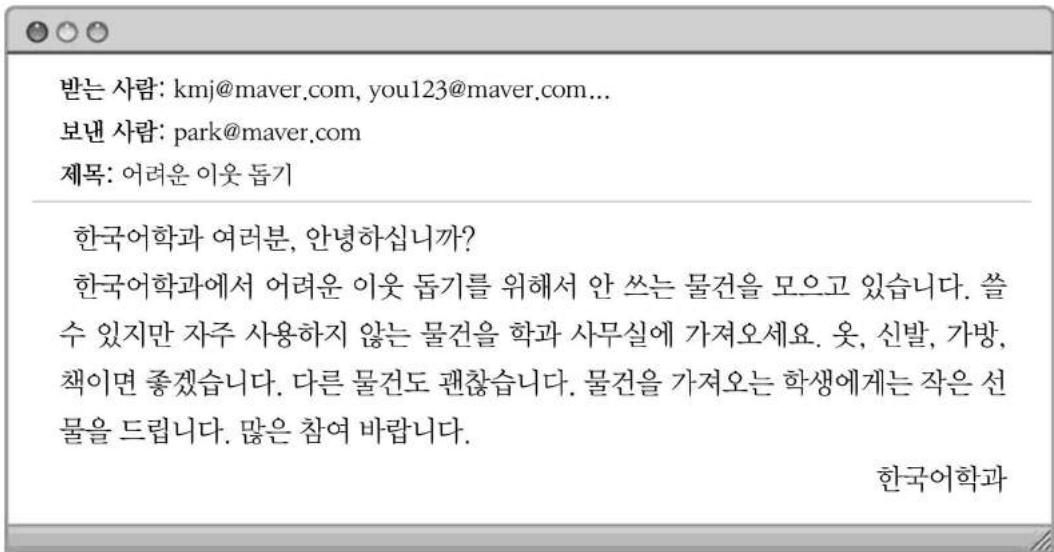 받는 사람: kmj@maver.com, you123@maver.com...
보낸 사람: park@maver.com
제목: 어려운 이웃 돕기
한국어학과 여러분, 안녕하십니까?
한국어학과에서 어려운 이웃 돕기를 위해서 안 쓰는 물건을 모으고 있습니다. 쓸
수 있지만 자주 사용하지 않는 물건을 학과 사무실에 가져오세요. 옷, 신발, 가방,
책이면 좋겠습니다. 다른 물건도 괜찮습니다. 물건을 가져오는 학생에게는 작은 선
물을 드립니다. 많은 참여 바랍니다.
한국어학과